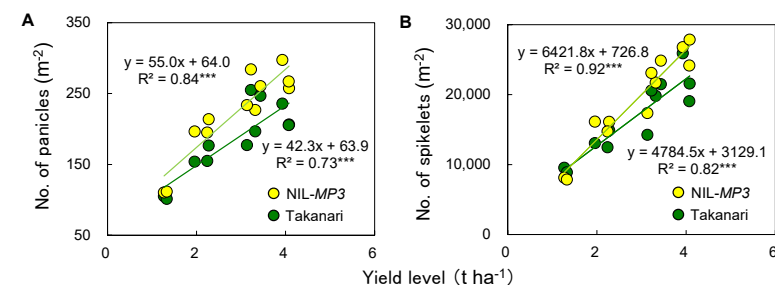 A
No. of panicles (m-2)
350
250
150
50
y = 55.0x + 64.0
R² = 0.84***
y = 42.3x + 63.9
R² = 0.73***
NIL-MP3
Takanari
0
2
4
6
B
No. of spikelets (m-2)
30,000
20,000
10,000
0
y = 6421.8x + 726.8
R² = 0.92***
y = 4784.5x + 3129.1
R² = 0.82***
NIL-MP3
Takanari
0
2
4
6
Yield level (t ha-1)